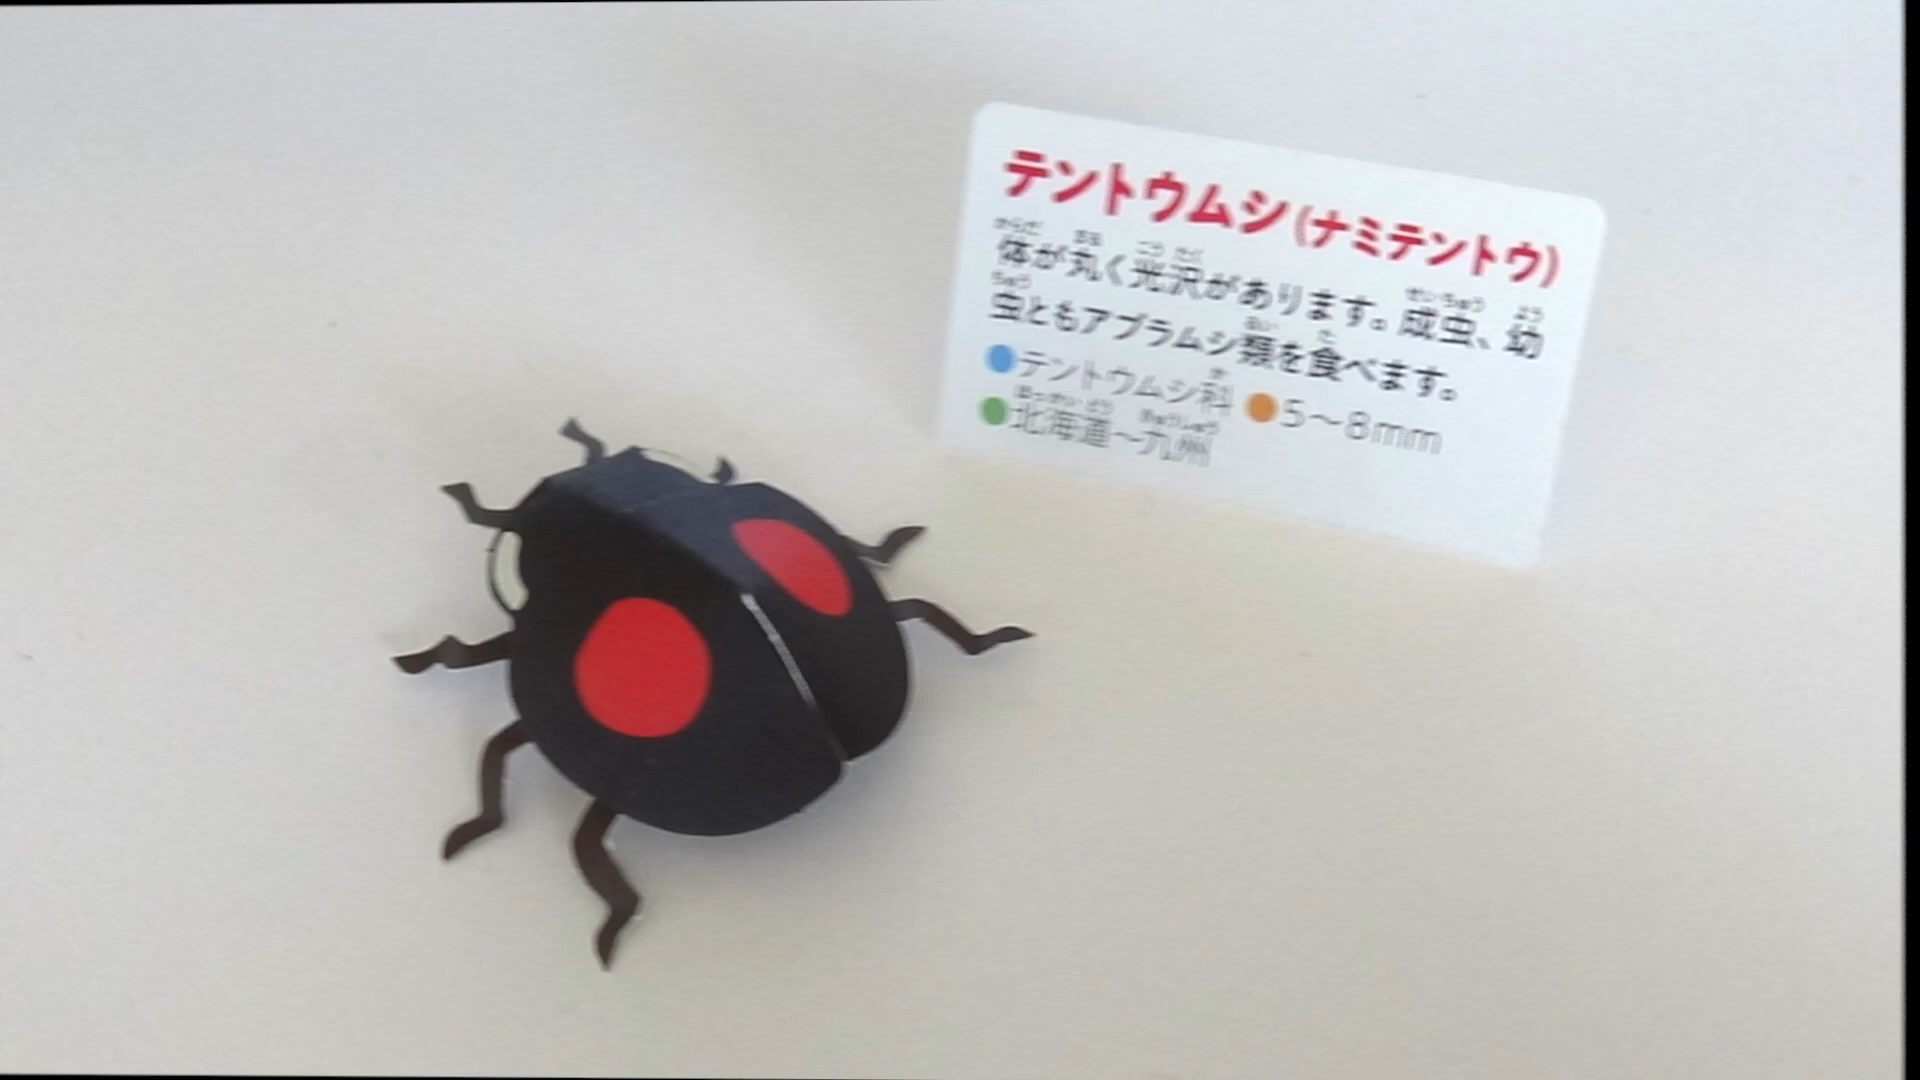 テントウムシ(ナミテントウ)
体が丸く光沢があります。成虫、幼
虫ともアブラムシ類を食べます。
テントウムシ科 5〜8mm
北海道〜九州